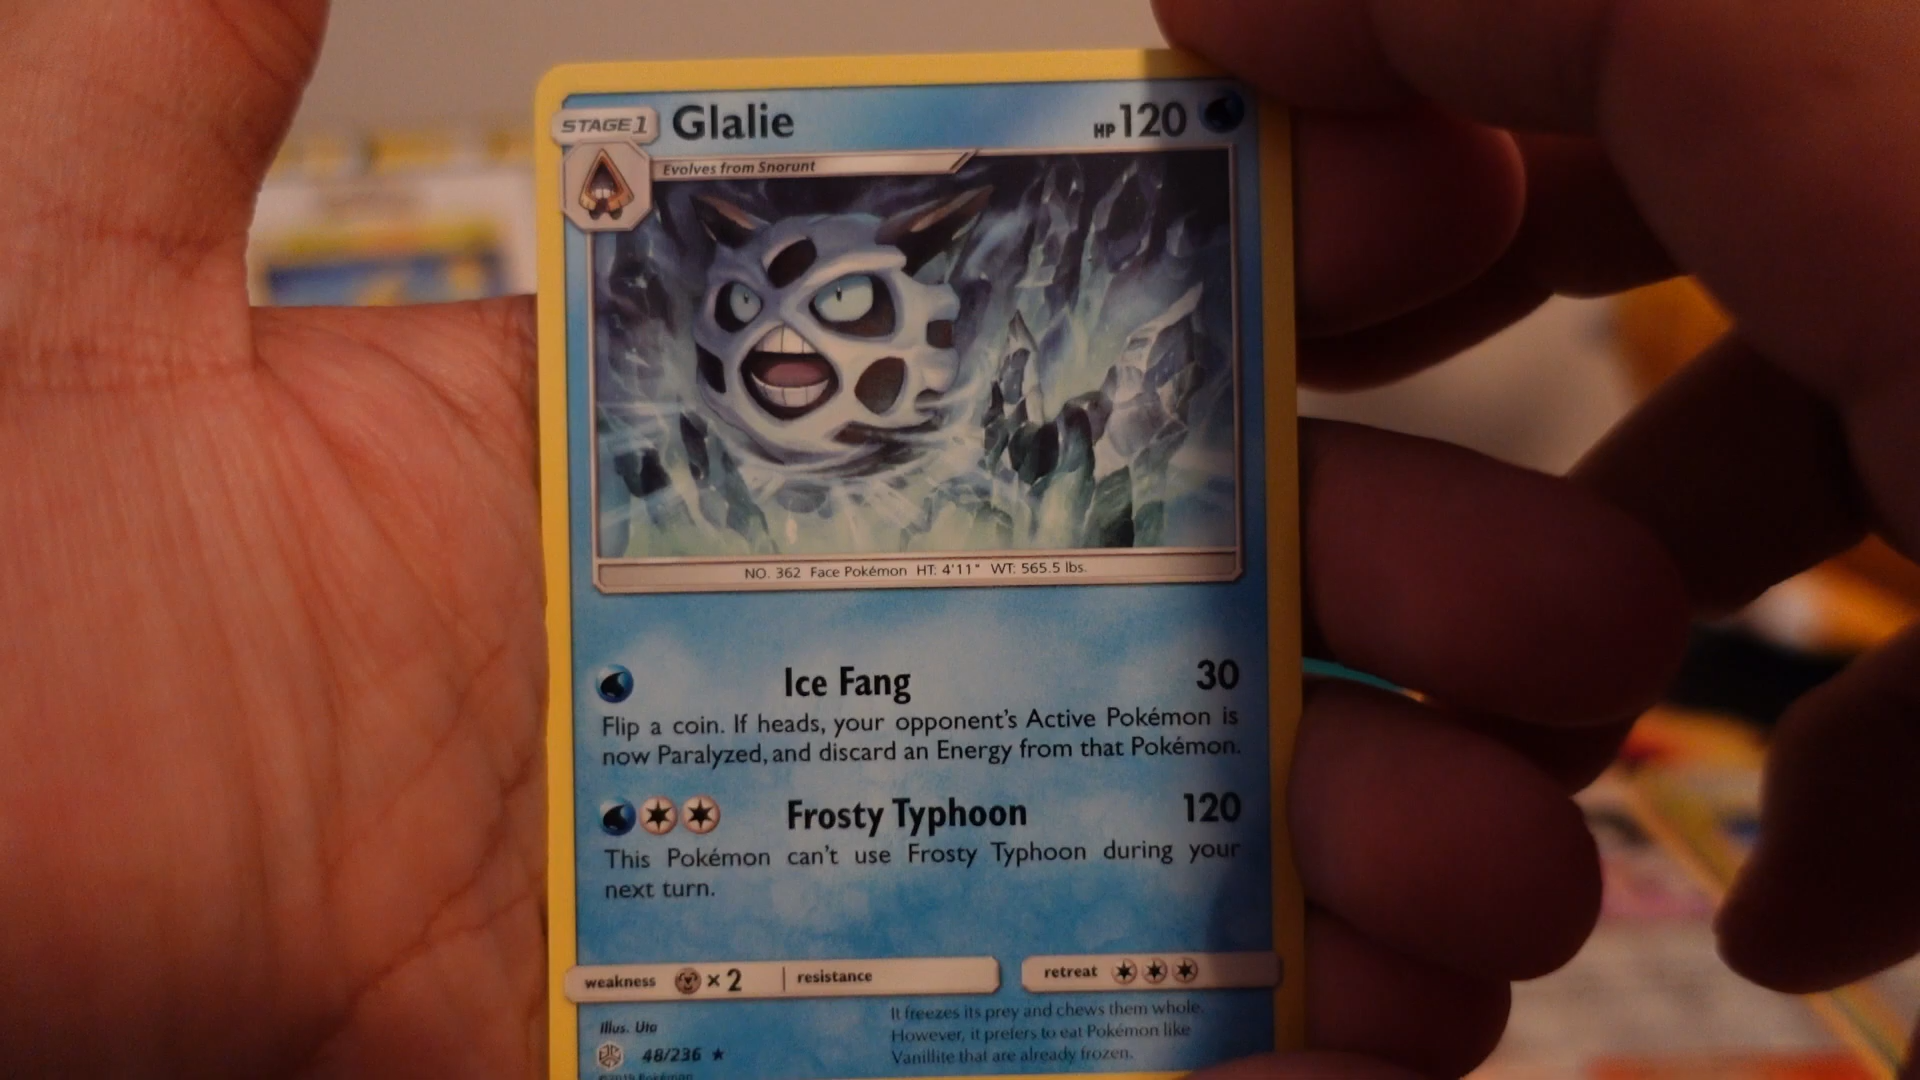 STAGE 1 Glalie HP 120
Evolves from Snorunt
NO. 362 Face Pokémon HT: 4'11" WT: 565.5 lbs.
Ice Fang 30
Flip a coin. If heads, your opponent's Active Pokémon is
now Paralyzed, and discard an Energy from that Pokémon.
Frosty Typhoon 120
This Pokémon can't use Frosty Typhoon during your
next turn.
weakness ×2 resistance retreat
It freezes its prey and chews them whole.
However, it prefers to eat Pokémon like
Vanillite that are already frozen.
Illus. Uta
48/236 ★
©2019 Pokémon